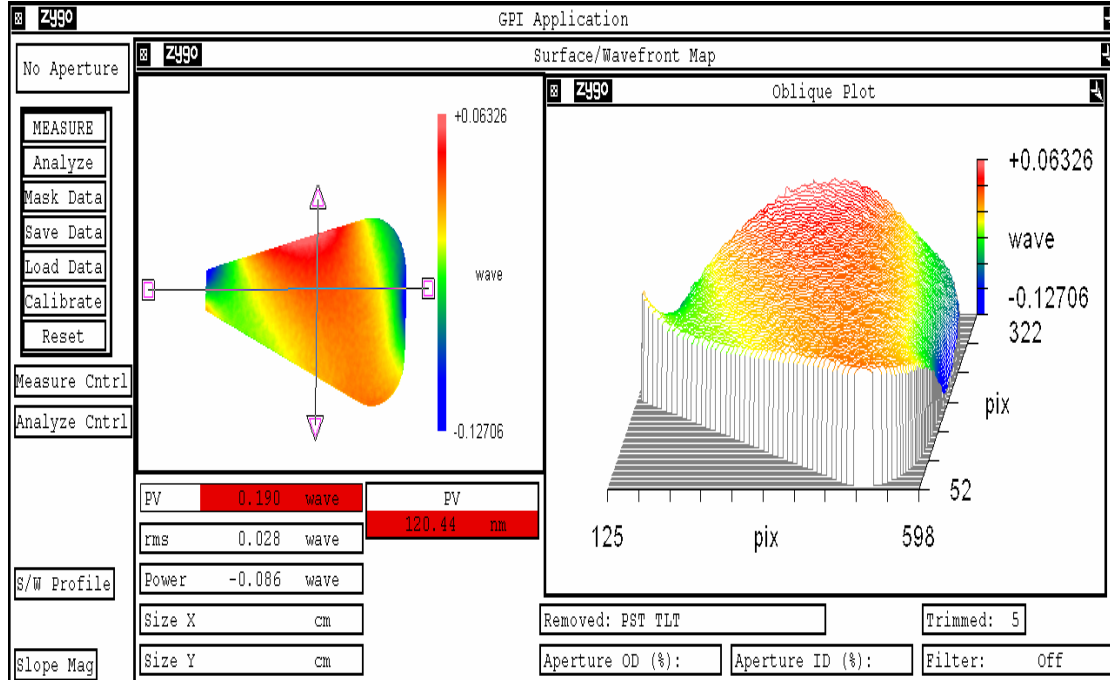 zygo GPI Application
No Aperture
MEASURE
Analyze
Mask Data
Save Data
Load Data
Calibrate
Reset
Measure Cntrl
Analyze Cntrl
S/W Profile
Slope Mag
zygo Surface/Wavefront Map
+0.06326
wave
-0.12706
zygo Oblique Plot
+0.06326
wave
-0.12706
322
pix
52
125 pix 598
PV 0.190 wave
rms 0.028 wave
Power -0.086 wave
Size X cm
Size Y cm
PV
120.44 nm
Removed: PST TLT
Trimmed: 5
Aperture OD (%):
Aperture ID (%):
Filter: Off